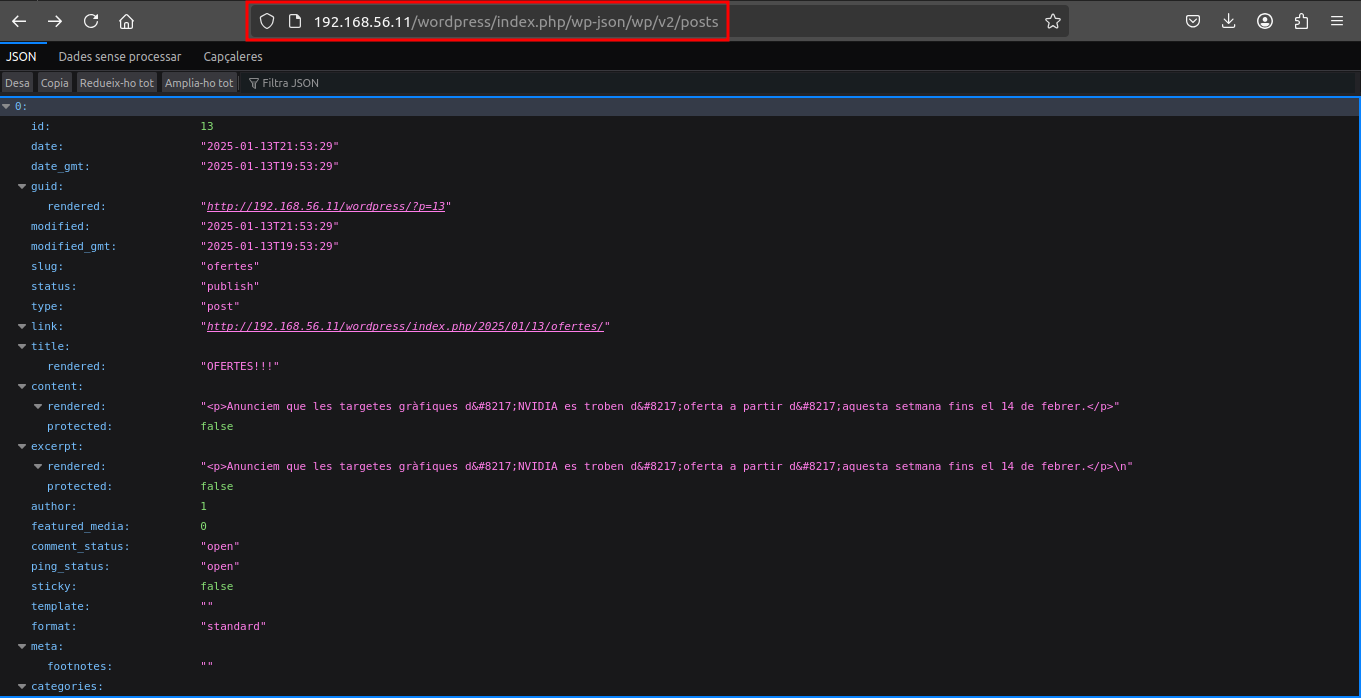 192.168.56.11/wordpress/index.php/wp-json/wp/v2/posts
JSON Dades sense processar Capçaleres
Desa Copia Redueix-ho tot Amplia-ho tot Filtra JSON
0:
id: 13
date: "2025-01-13T21:53:29"
date_gmt: "2025-01-13T19:53:29"
guid:
rendered: "http://192.168.56.11/wordpress/?p=13"
modified: "2025-01-13T21:53:29"
modified_gmt: "2025-01-13T19:53:29"
slug: "ofertes"
status: "publish"
type: "post"
link: "http://192.168.56.11/wordpress/index.php/2025/01/13/ofertes/"
title:
rendered: "OFERTES!!!"
content:
rendered: "<p>Anunciem que les targetes gràfiques d&#8217;NVIDIA es troben d&#8217;oferta a partir d&#8217;aquesta setmana fins el 14 de febrer.</p>"
protected: false
excerpt:
rendered: "<p>Anunciem que les targetes gràfiques d&#8217;NVIDIA es troben d&#8217;oferta a partir d&#8217;aquesta setmana fins el 14 de febrer.</p>\n"
protected: false
author: 1
featured_media: 0
comment_status: "open"
ping_status: "open"
sticky: false
template: ""
format: "standard"
meta:
footnotes: ""
categories: